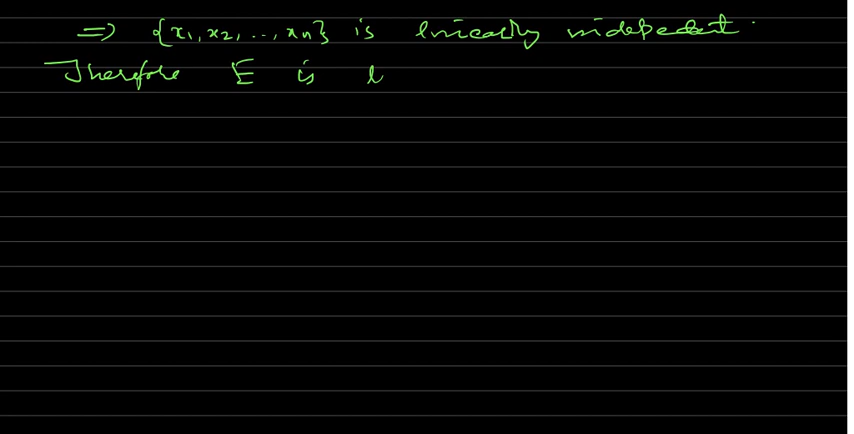 ⇒ {x₁, x₂, ..., xₙ} is linearly independent.
Therefore E is l